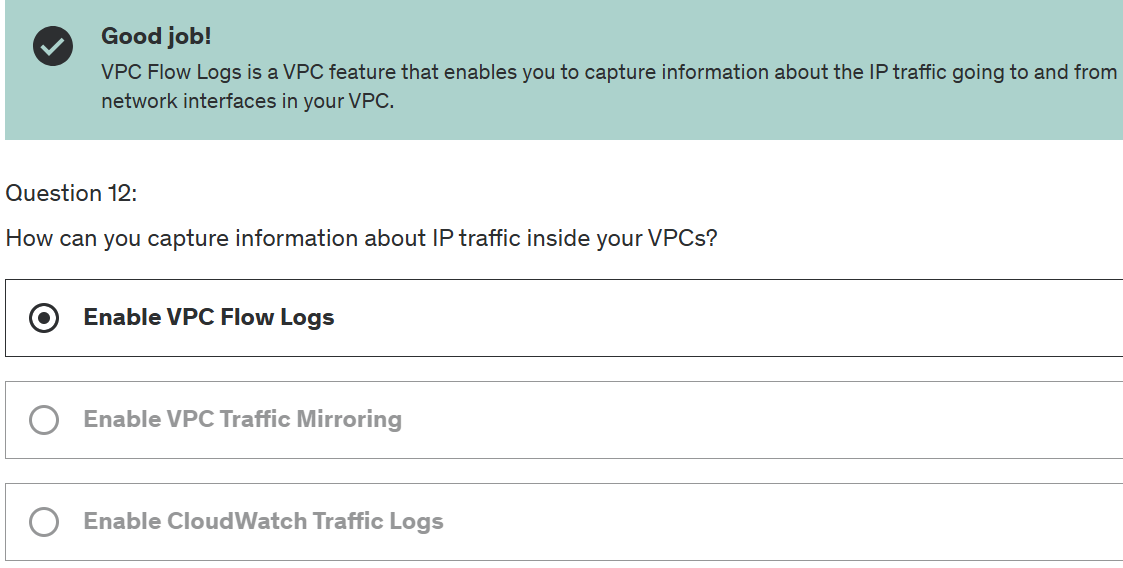 Good job!
VPC Flow Logs is a VPC feature that enables you to capture information about the IP traffic going to and from
network interfaces in your VPC.
Question 12:
How can you capture information about IP traffic inside your VPCs?
Enable VPC Flow Logs
Enable VPC Traffic Mirroring
Enable CloudWatch Traffic Logs